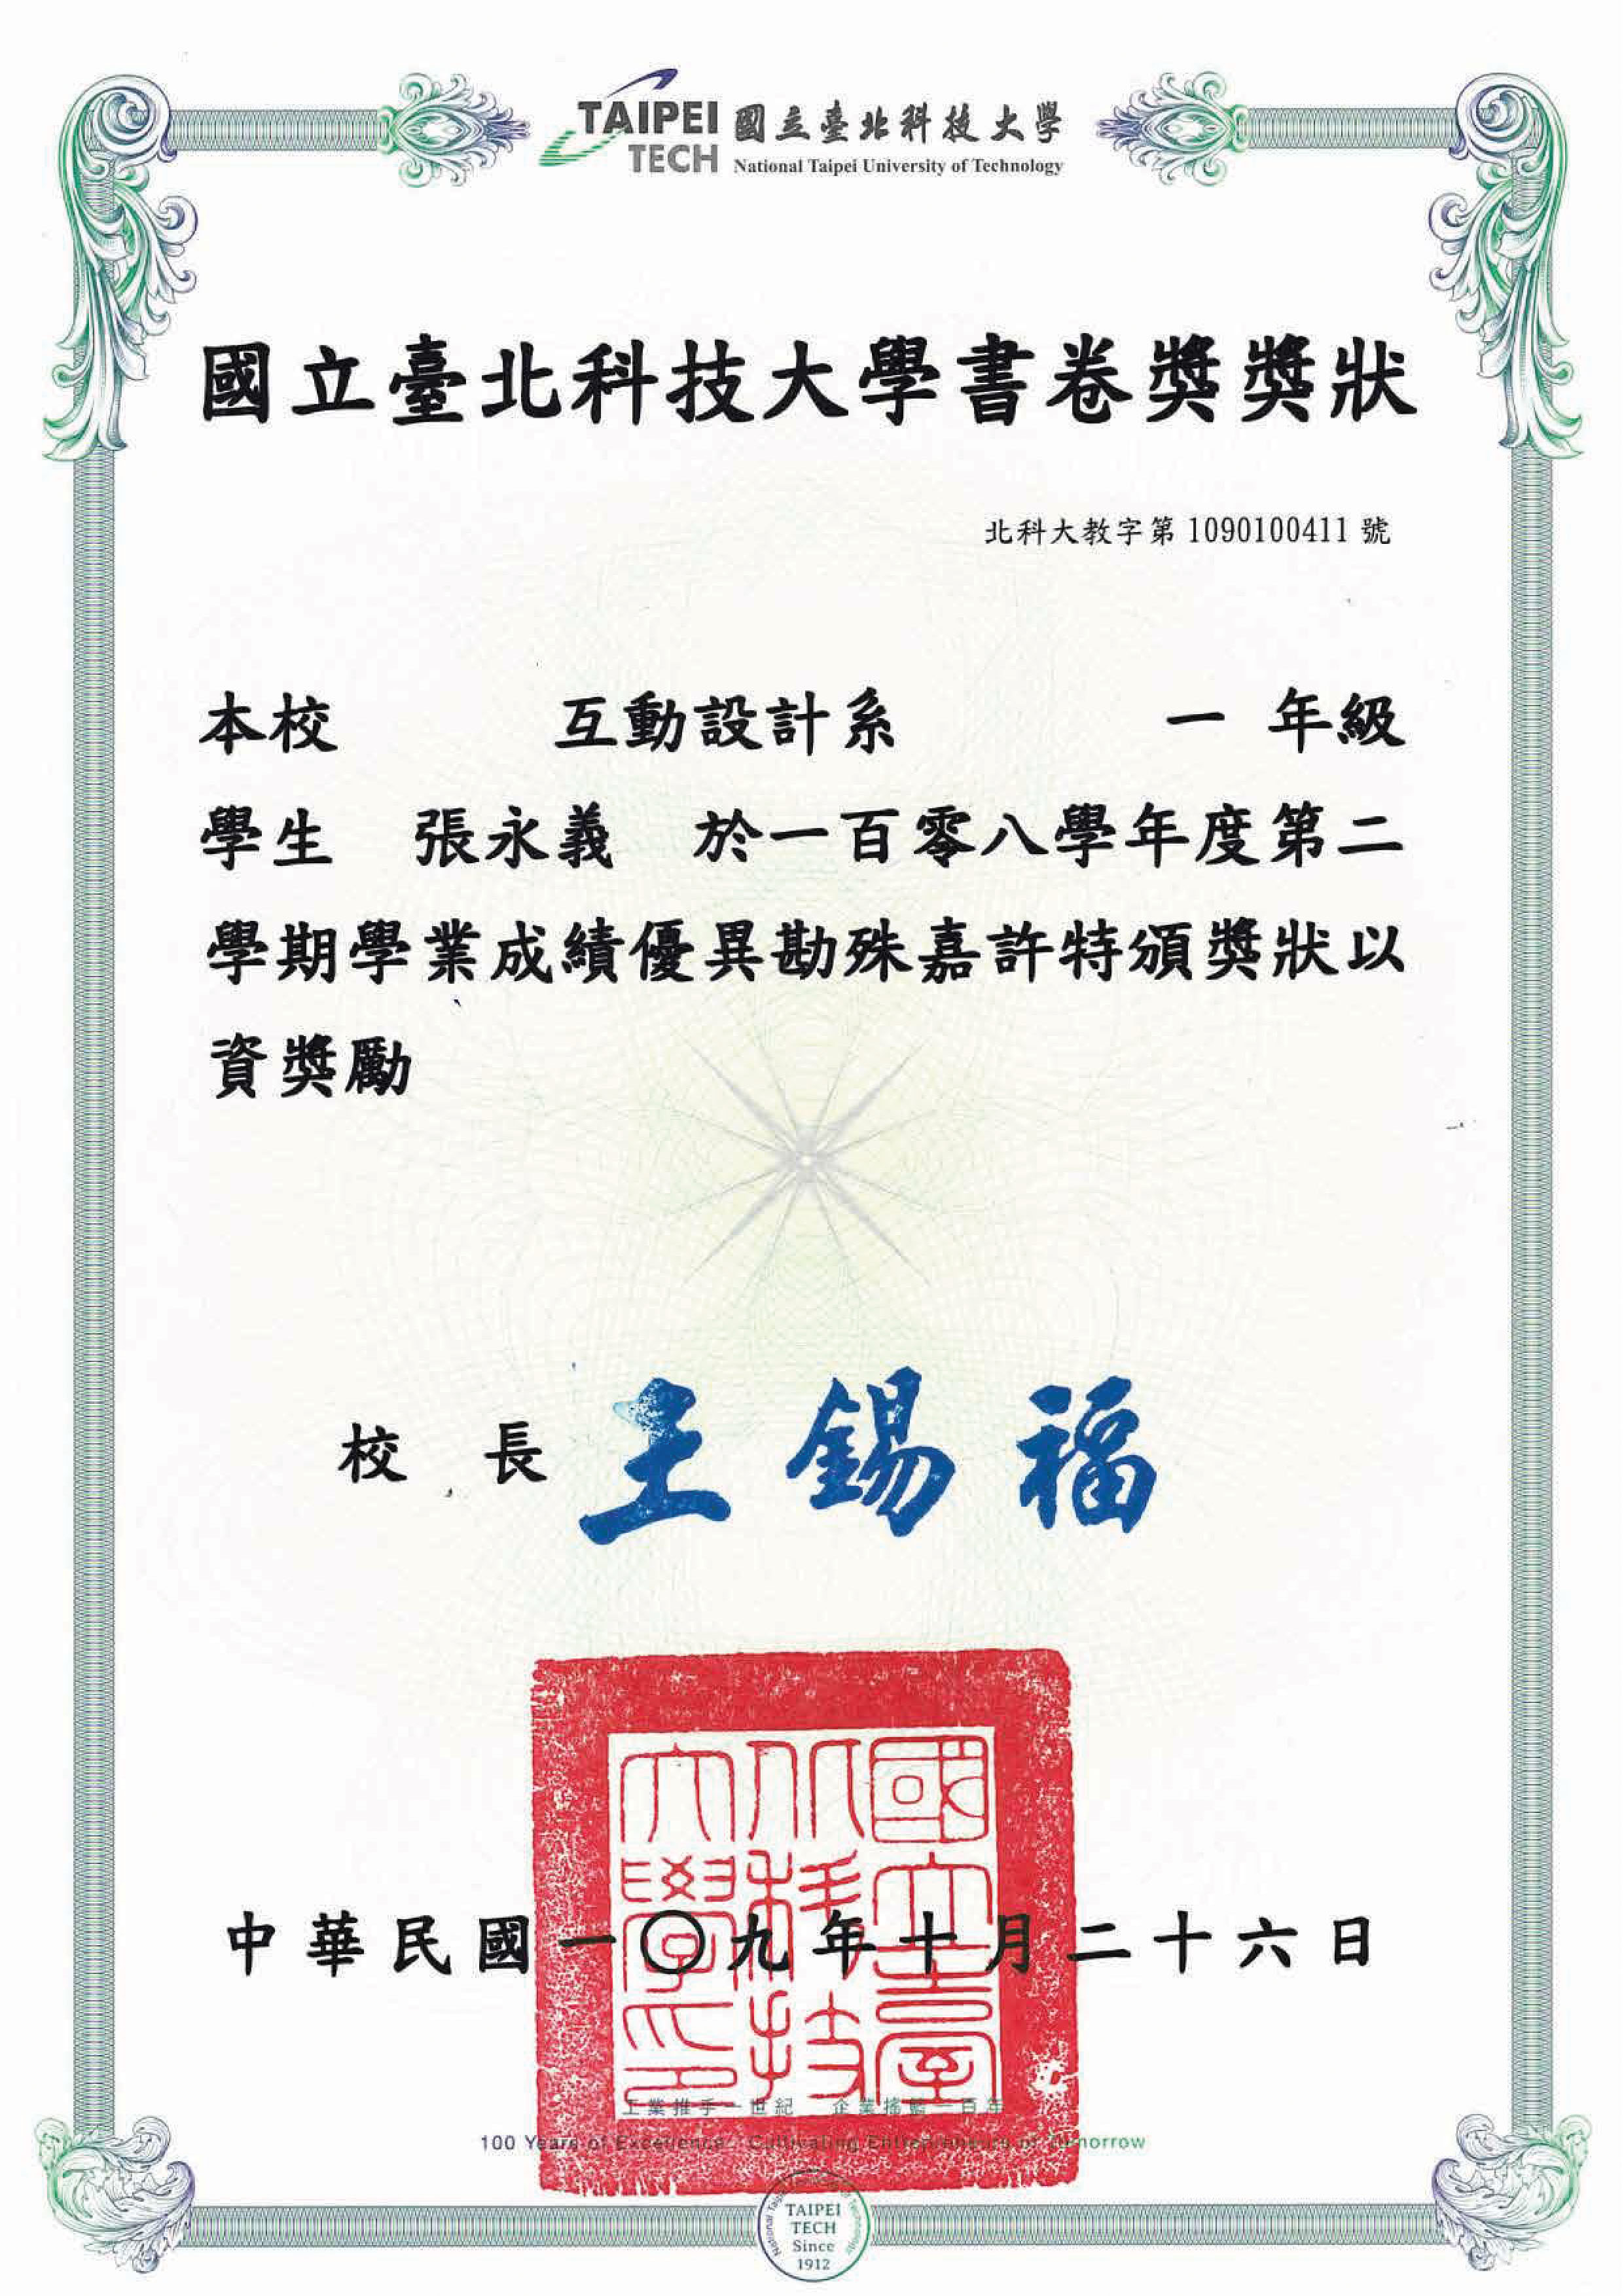 TAIPEI TECH 國立臺北科技大學
National Taipei University of Technology
國立臺北科技大學書卷獎獎狀
北科大教字第 1090100411 號
本校 互動設計系 一 年級
學生 張永義 於一百零八學年度第二
學期學業成績優異勘殊嘉許特頒獎狀以
資獎勵
校 長 王錫福
國立臺
北科技
大學印
中華民國一〇九年十月二十六日
工業推手一世紀 企業搖籃一百年
100 Years of Excellence Cultivating Entrepreneurs of Tomorrow
TAIPEI
TECH
Since
1912